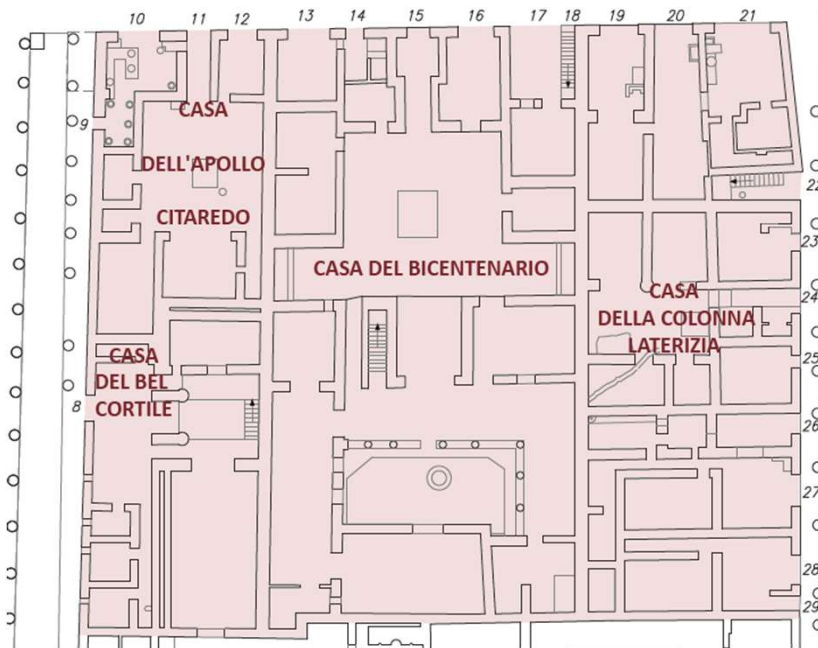 10 11 12 13 14 15 16 17 18 19 20 21
9
CASA
DELL'APOLLO
CITAREDO
22
23
CASA DEL BICENTENARIO
24
CASA
DELLA COLONNA
LATERIZIA
25
CASA
DEL BEL
CORTILE
8
26
27
28
29